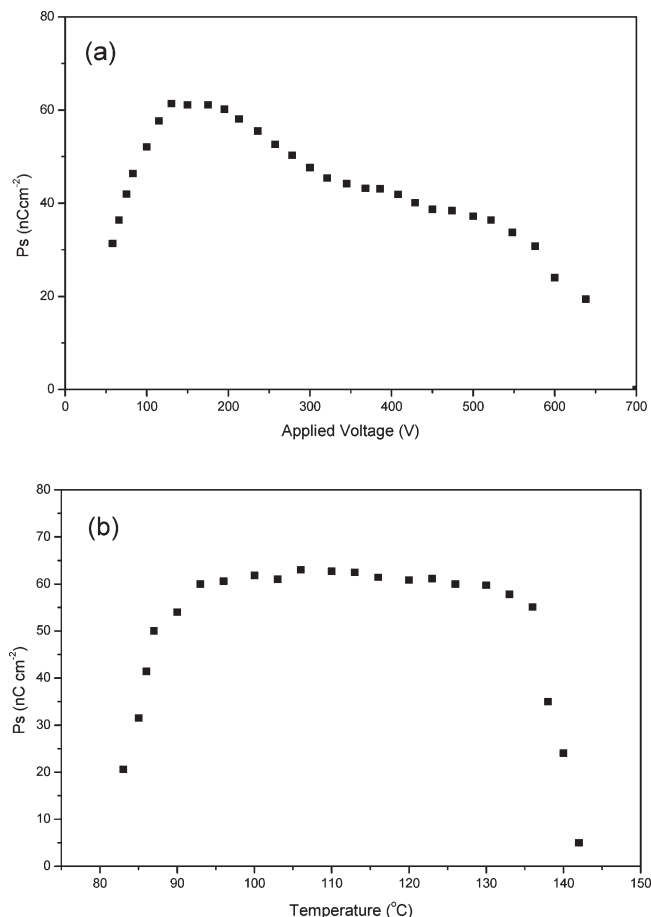 80
(a)
60
40
20
0
Ps (nCcm-2)
0 100 200 300 400 500 600 700
Applied Voltage (V)
80
(b)
70
60
50
40
30
20
10
0
Ps (nC cm-2)
80 90 100 110 120 130 140 150
Temperature (°C)